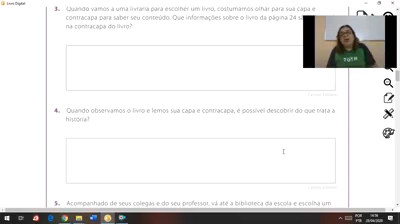 Livro Digital
3. Quando vamos a uma livraria para escolher um livro, costumamos olhar para sua capa e
contracapa para saber seu conteúdo. Que informações sobre o livro da página 24
na contracapa do livro?
4. Quando observamos o livro e lemos sua capa e contracapa, é possível descobrir do que trata a
história?
5. Acompanhado de seus colegas e do seu professor, vá até a biblioteca da escola e escolha um